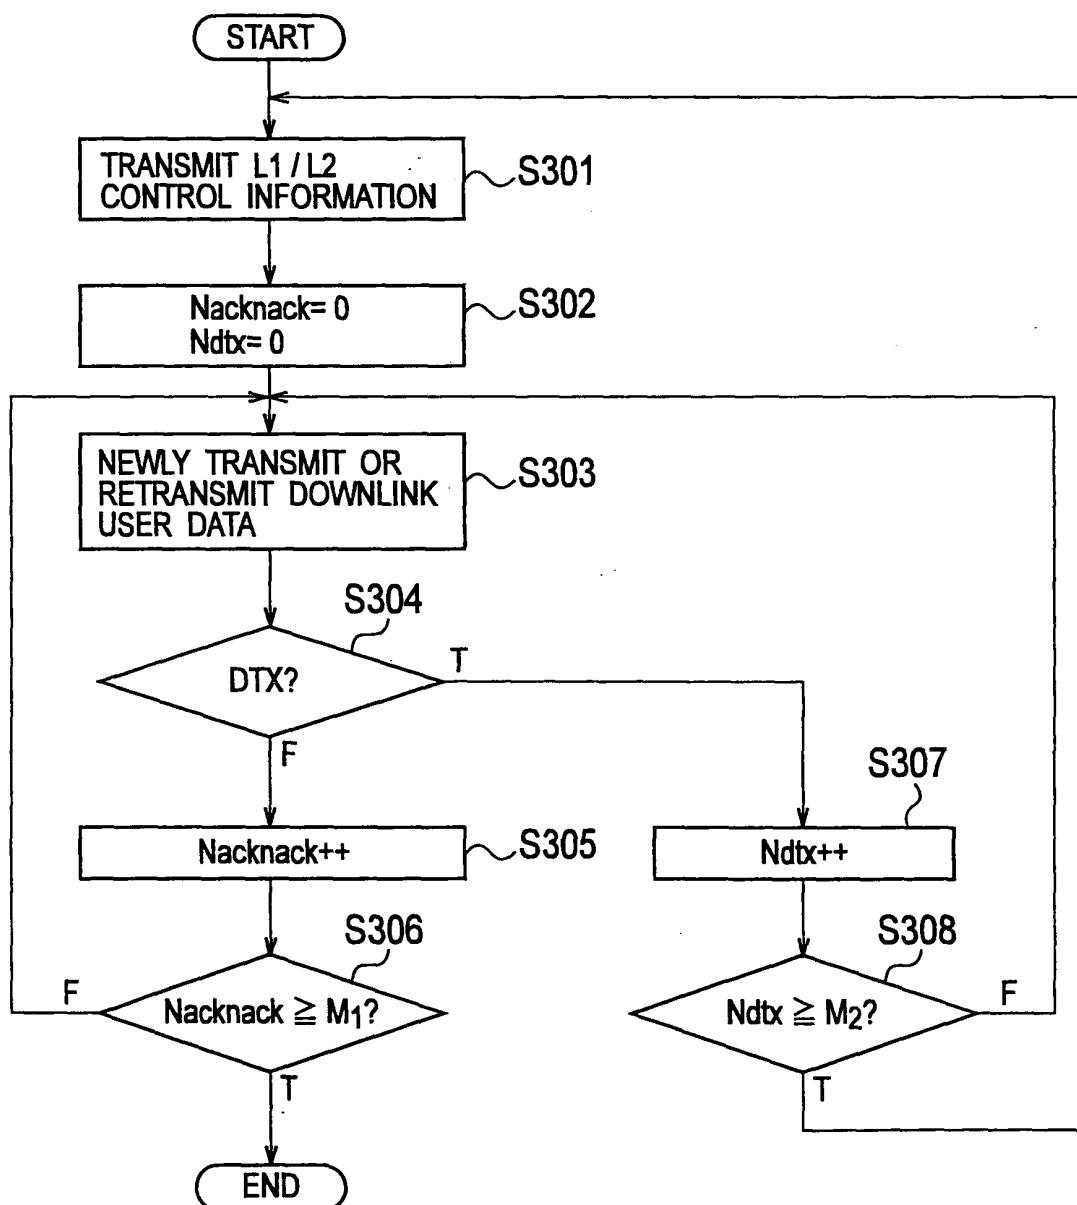 START
TRANSMIT L1 / L2
CONTROL INFORMATION
S301
Nacknack= 0
Ndtx= 0
S302
NEWLY TRANSMIT OR
RETRANSMIT DOWNLINK
USER DATA
S303
S304
DTX?
T
F
S307
Nacknack++
S305
Ndtx++
S306
S308
F
Nacknack ≧ M₁?
Ndtx ≧ M₂?
F
T
T
END